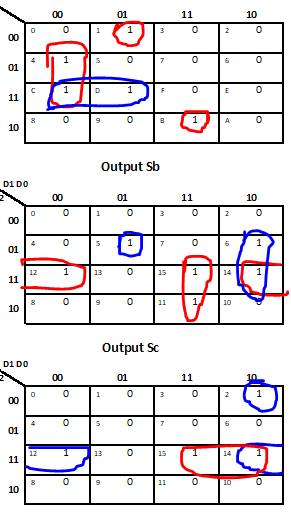 00 01 11 10
00 0 0 1 1 3 0 2 0
01 4 1 5 0 7 0 6 0
11 C 1 D 1 F 0 E 0
10 8 0 9 0 B 1 A 0
Output Sb
D1 D0
2 00 01 11 10
00 0 0 1 0 3 0 2 0
01 4 0 5 1 7 0 6 1
11 12 1 13 0 15 1 14 1
10 8 0 9 0 11 1 10 0
Output Sc
D1 D0
2 00 01 11 10
00 0 0 1 0 3 0 2 1
01 4 0 5 0 7 0 6 0
11 12 1 13 0 15 1 14 1
10 8 0 9 0 11 0 10 0